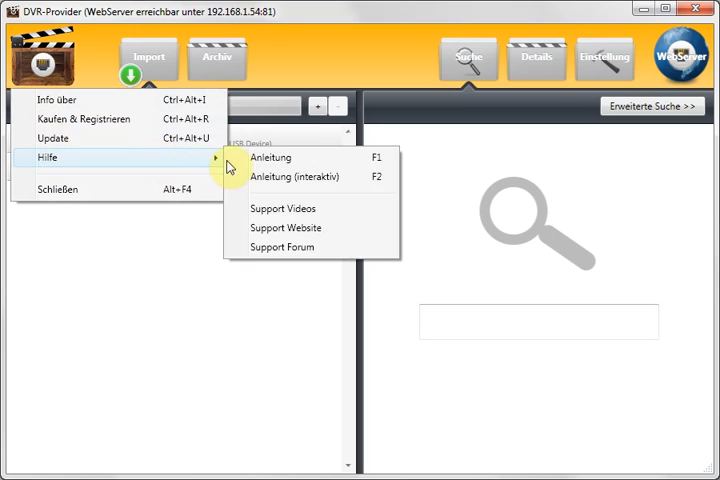 DVR-Provider (WebServer erreichbar unter 192.168.1.54:81)
Import
Archiv
Suche
Details
Einstellung
WebServer
Info über Ctrl+Alt+I
Kaufen & Registrieren Ctrl+Alt+R
Update Ctrl+Alt+U
Hilfe
Schließen Alt+F4
+
-
Erweiterte Suche >>
USB Device)
Anleitung F1
Anleitung (interaktiv) F2
Support Videos
Support Website
Support Forum